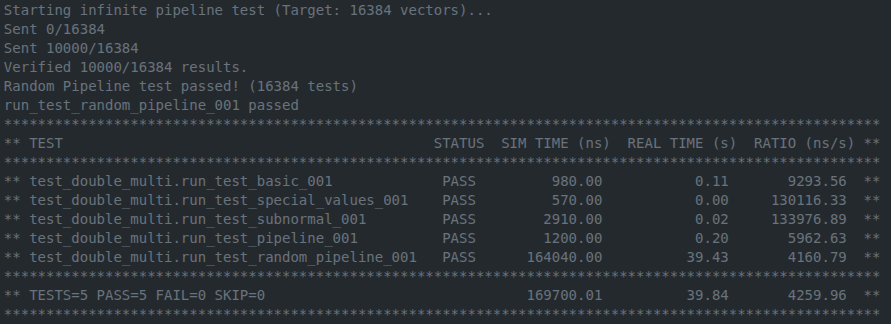 Starting infinite pipeline test (Target: 16384 vectors)...
Sent 0/16384
Sent 10000/16384
Verified 10000/16384 results.
Random Pipeline test passed! (16384 tests)
run_test_random_pipeline_001 passed
********************************************************************************************************
** TEST                                            STATUS  SIM TIME (ns)  REAL TIME (s)  RATIO (ns/s) **
********************************************************************************************************
** test_double_multi.run_test_basic_001             PASS         980.00           0.11       9293.56  **
** test_double_multi.run_test_special_values_001    PASS         570.00           0.00     130116.33  **
** test_double_multi.run_test_subnormal_001         PASS        2910.00           0.02     133976.89  **
** test_double_multi.run_test_pipeline_001          PASS        1200.00           0.20       5962.63  **
** test_double_multi.run_test_random_pipeline_001   PASS      164040.00          39.43       4160.79  **
********************************************************************************************************
** TESTS=5 PASS=5 FAIL=0 SKIP=0                               169700.01          39.84       4259.96  **
********************************************************************************************************